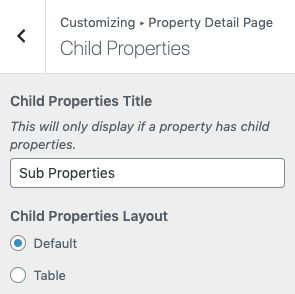 Customizing ▸ Property Detail Page
Child Properties
Child Properties Title
This will only display if a property has child
properties.
Sub Properties
Child Properties Layout
Default
Table